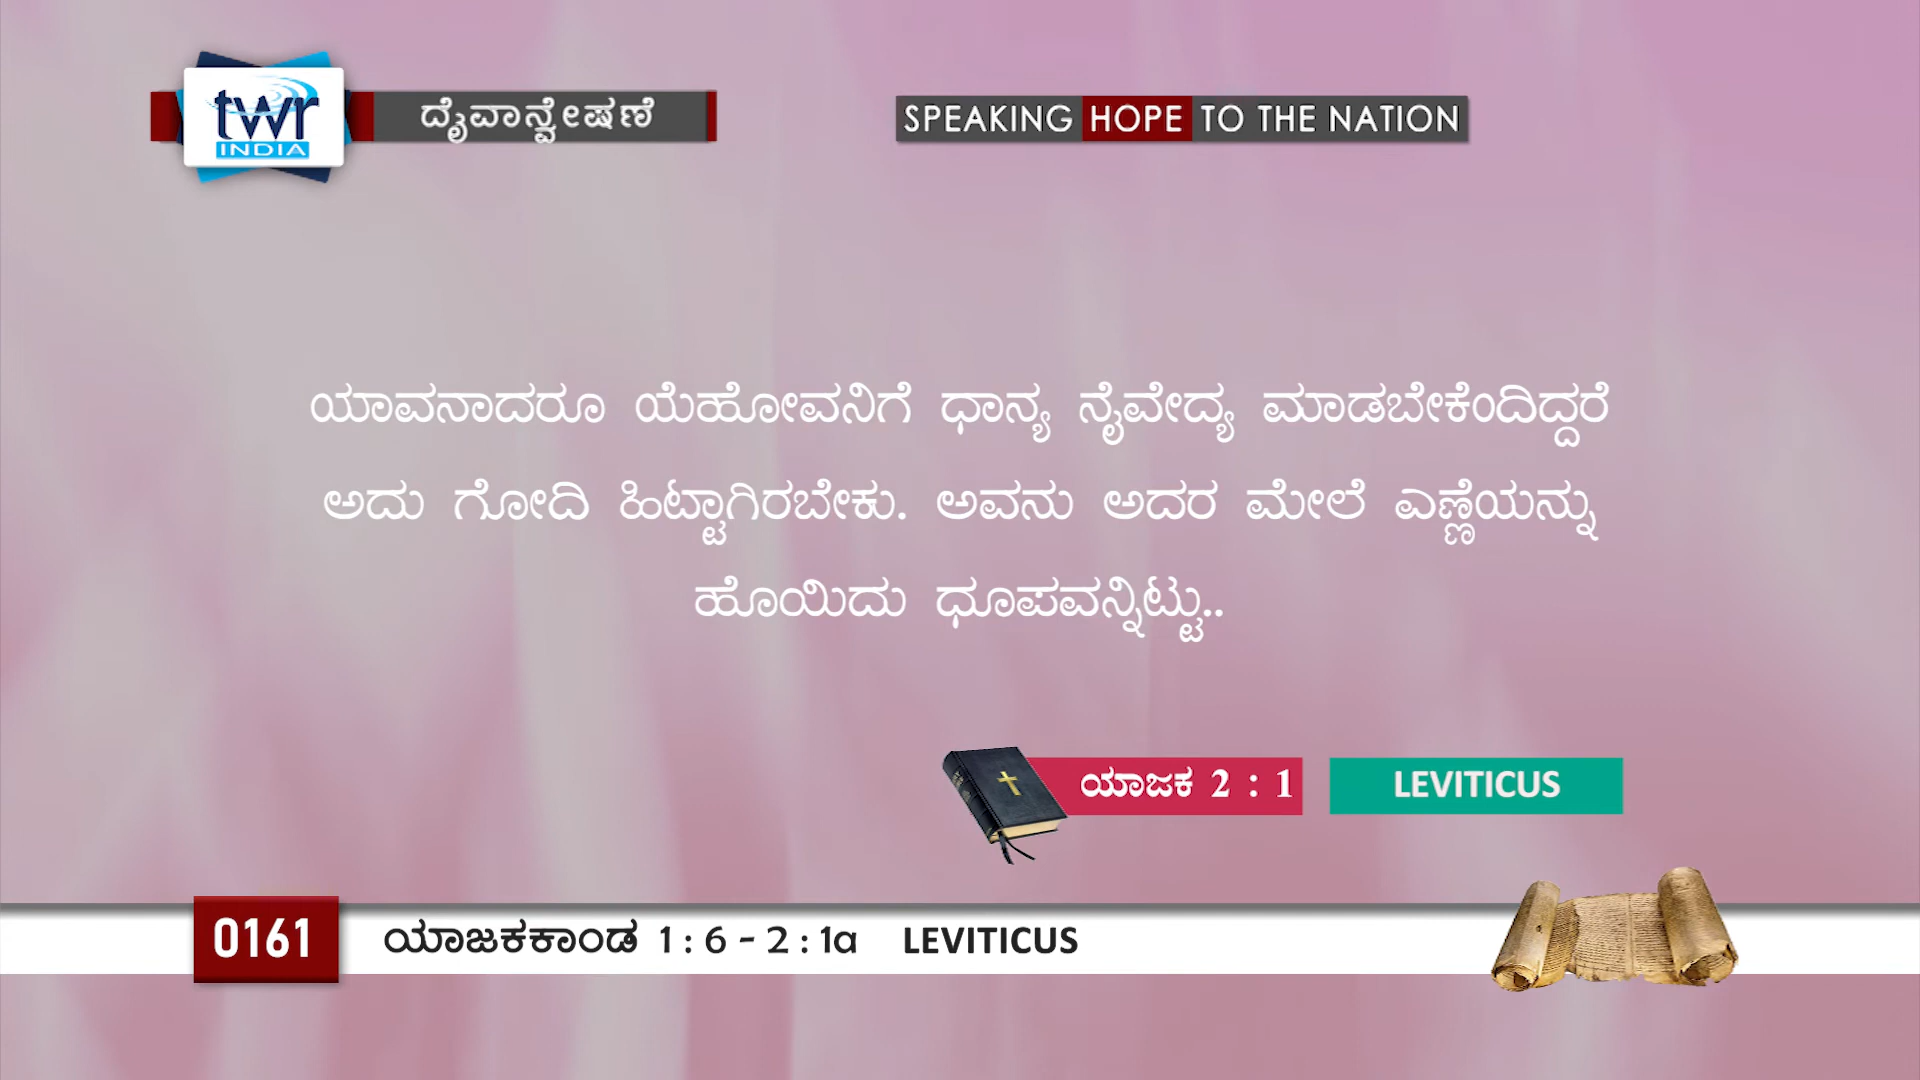 twr
INDIA
ದೈವಾನ್ವೇಷಣೆ
SPEAKING HOPE TO THE NATION
ಯಾವನಾದರೂ ಯೆಹೋವನಿಗೆ ಧಾನ್ಯ ನೈವೇದ್ಯ ಮಾಡಬೇಕೆಂದಿದ್ದರೆ
ಅದು ಗೋದಿ ಹಿಟ್ಟಾಗಿರಬೇಕು. ಅವನು ಅದರ ಮೇಲೆ ಎಣ್ಣೆಯನ್ನು
ಹೊಯಿದು ಧೂಪವನ್ನಿಟ್ಟು..
ಯಾಜಕ 2 : 1 LEVITICUS
0161 ಯಾಜಕಕಾಂಡ 1 : 6 - 2 : 1a LEVITICUS